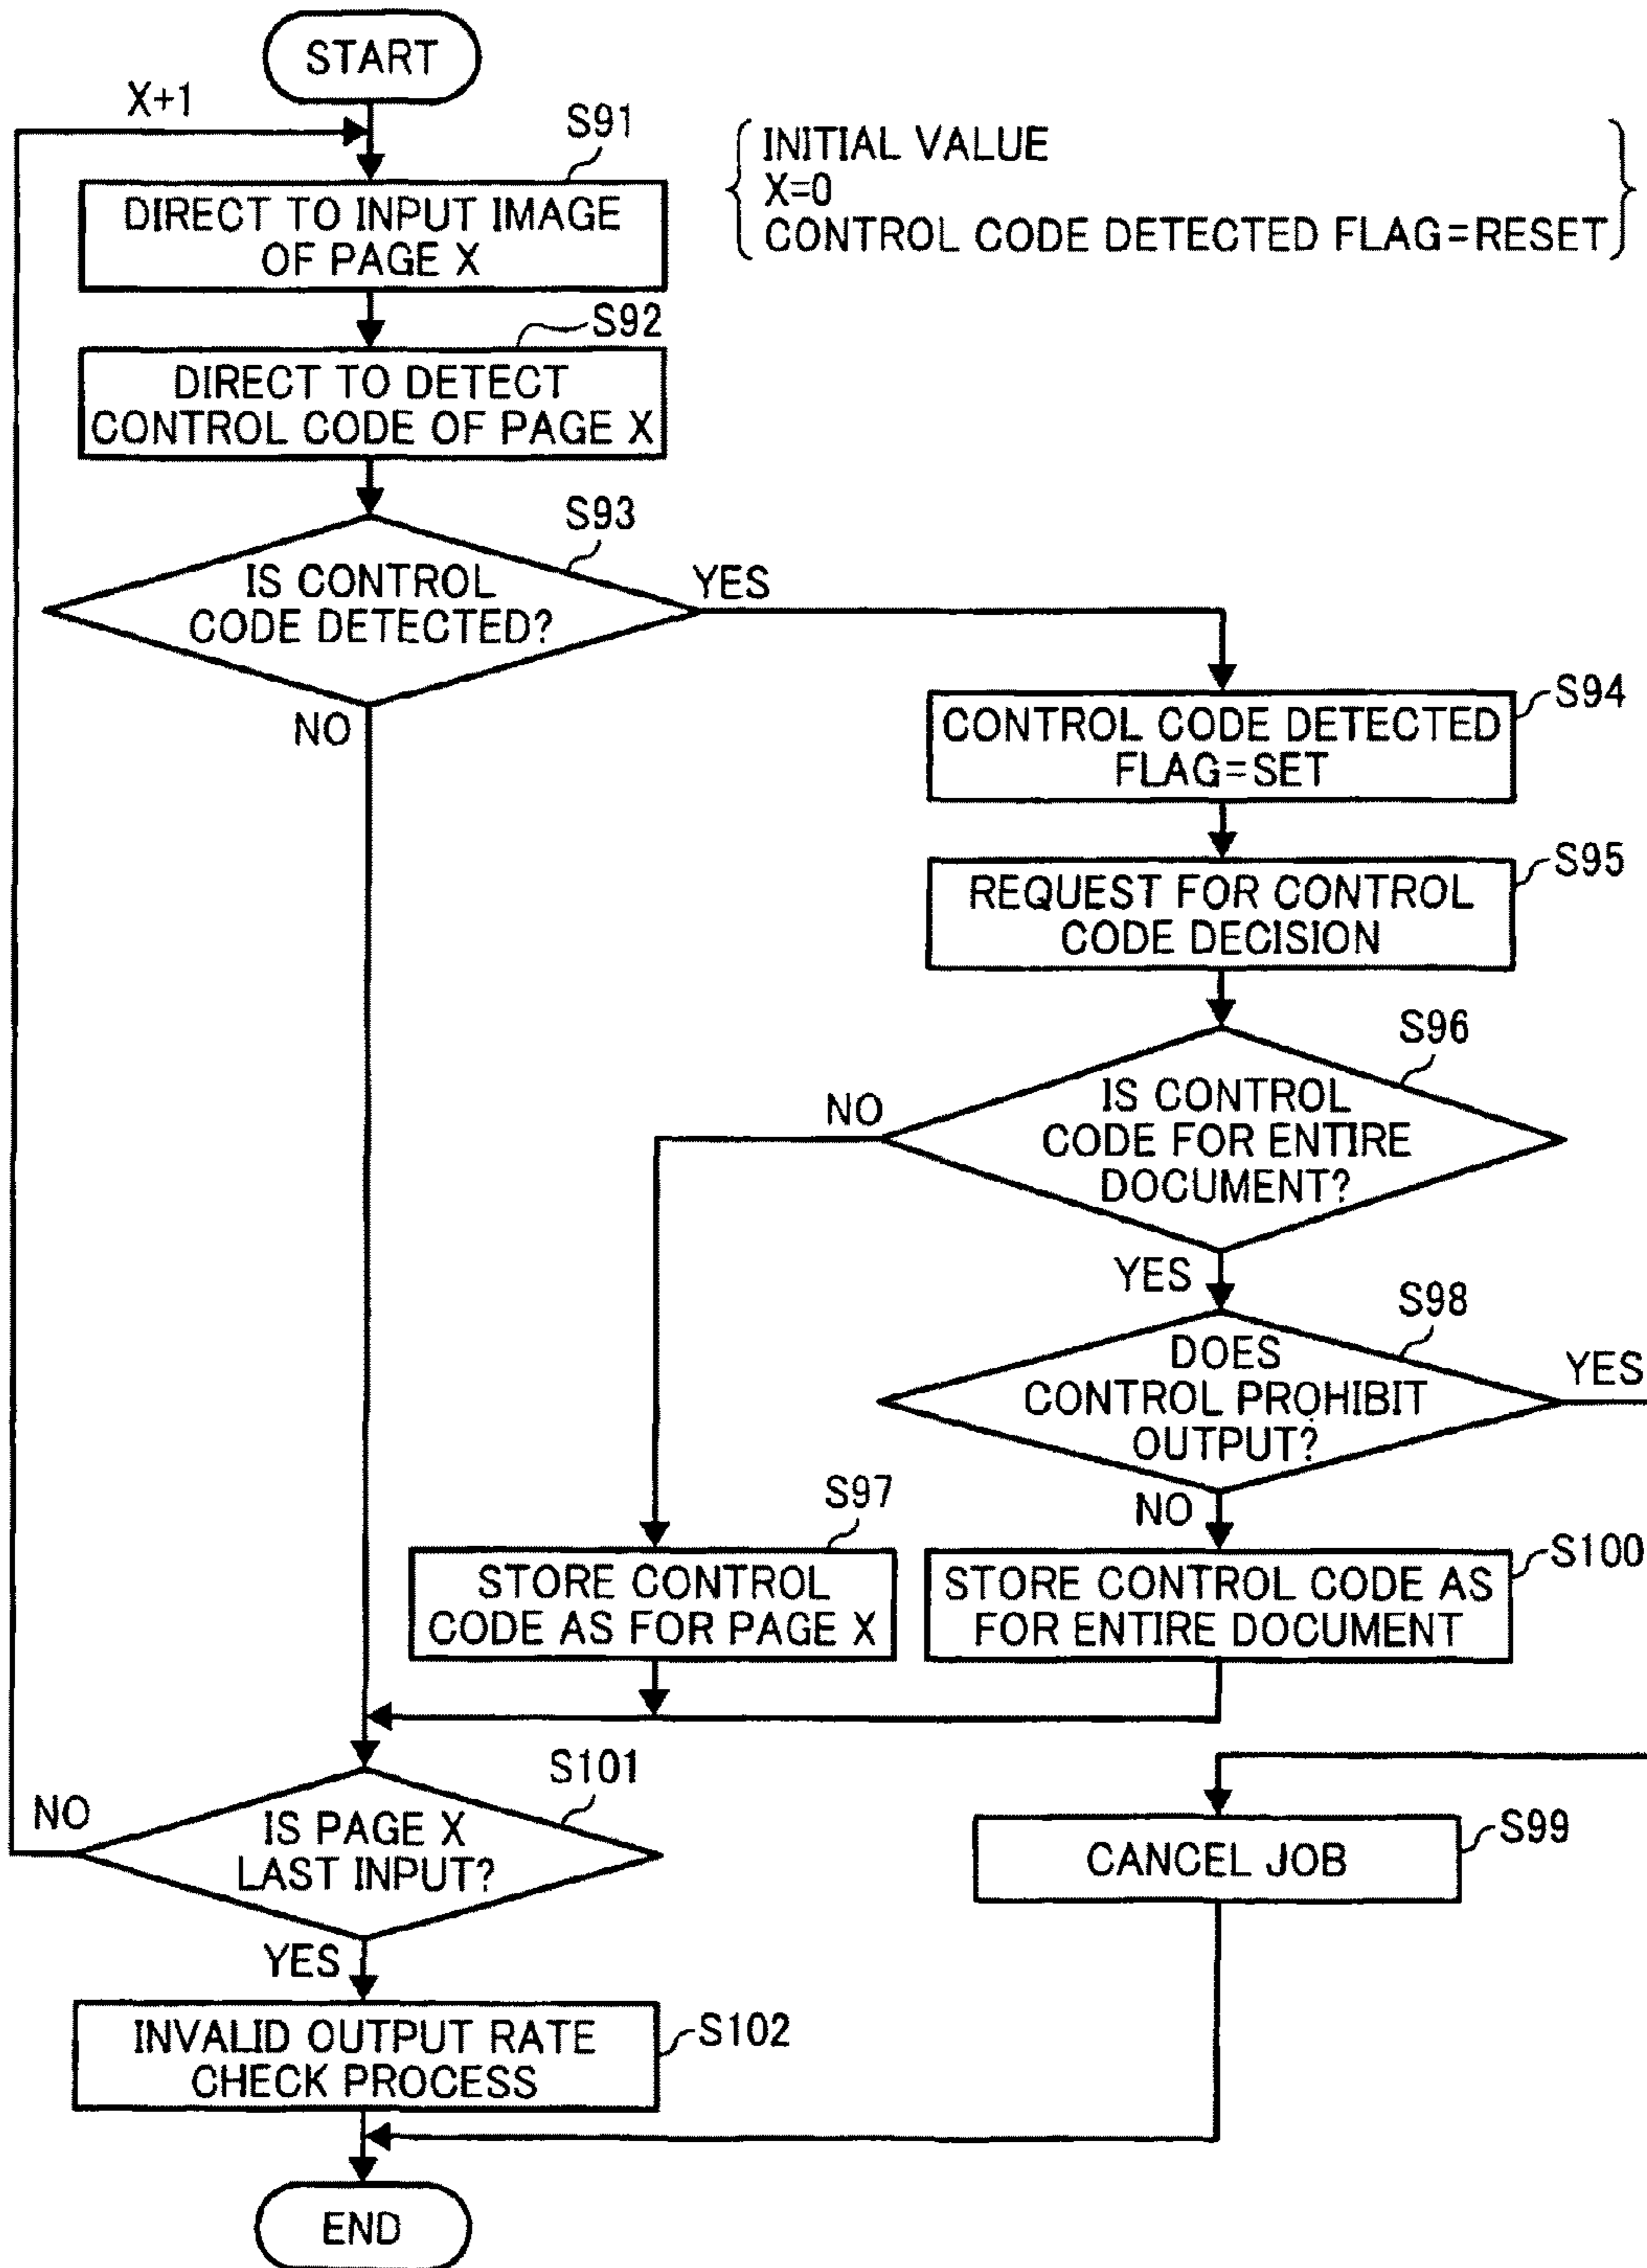 START
X+1
S91
INITIAL VALUE
X=0
CONTROL CODE DETECTED FLAG=RESET
DIRECT TO INPUT IMAGE
OF PAGE X
S92
DIRECT TO DETECT
CONTROL CODE OF PAGE X
S93
IS CONTROL
CODE DETECTED?
YES
NO
S94
CONTROL CODE DETECTED
FLAG=SET
S95
REQUEST FOR CONTROL
CODE DECISION
S96
IS CONTROL
CODE FOR ENTIRE
DOCUMENT?
NO
YES
S98
DOES
CONTROL PROHIBIT
OUTPUT?
YES
NO
S97
STORE CONTROL
CODE AS FOR PAGE X
S100
STORE CONTROL CODE AS
FOR ENTIRE DOCUMENT
S101
IS PAGE X
LAST INPUT?
NO
YES
S99
CANCEL JOB
S102
INVALID OUTPUT RATE
CHECK PROCESS
END